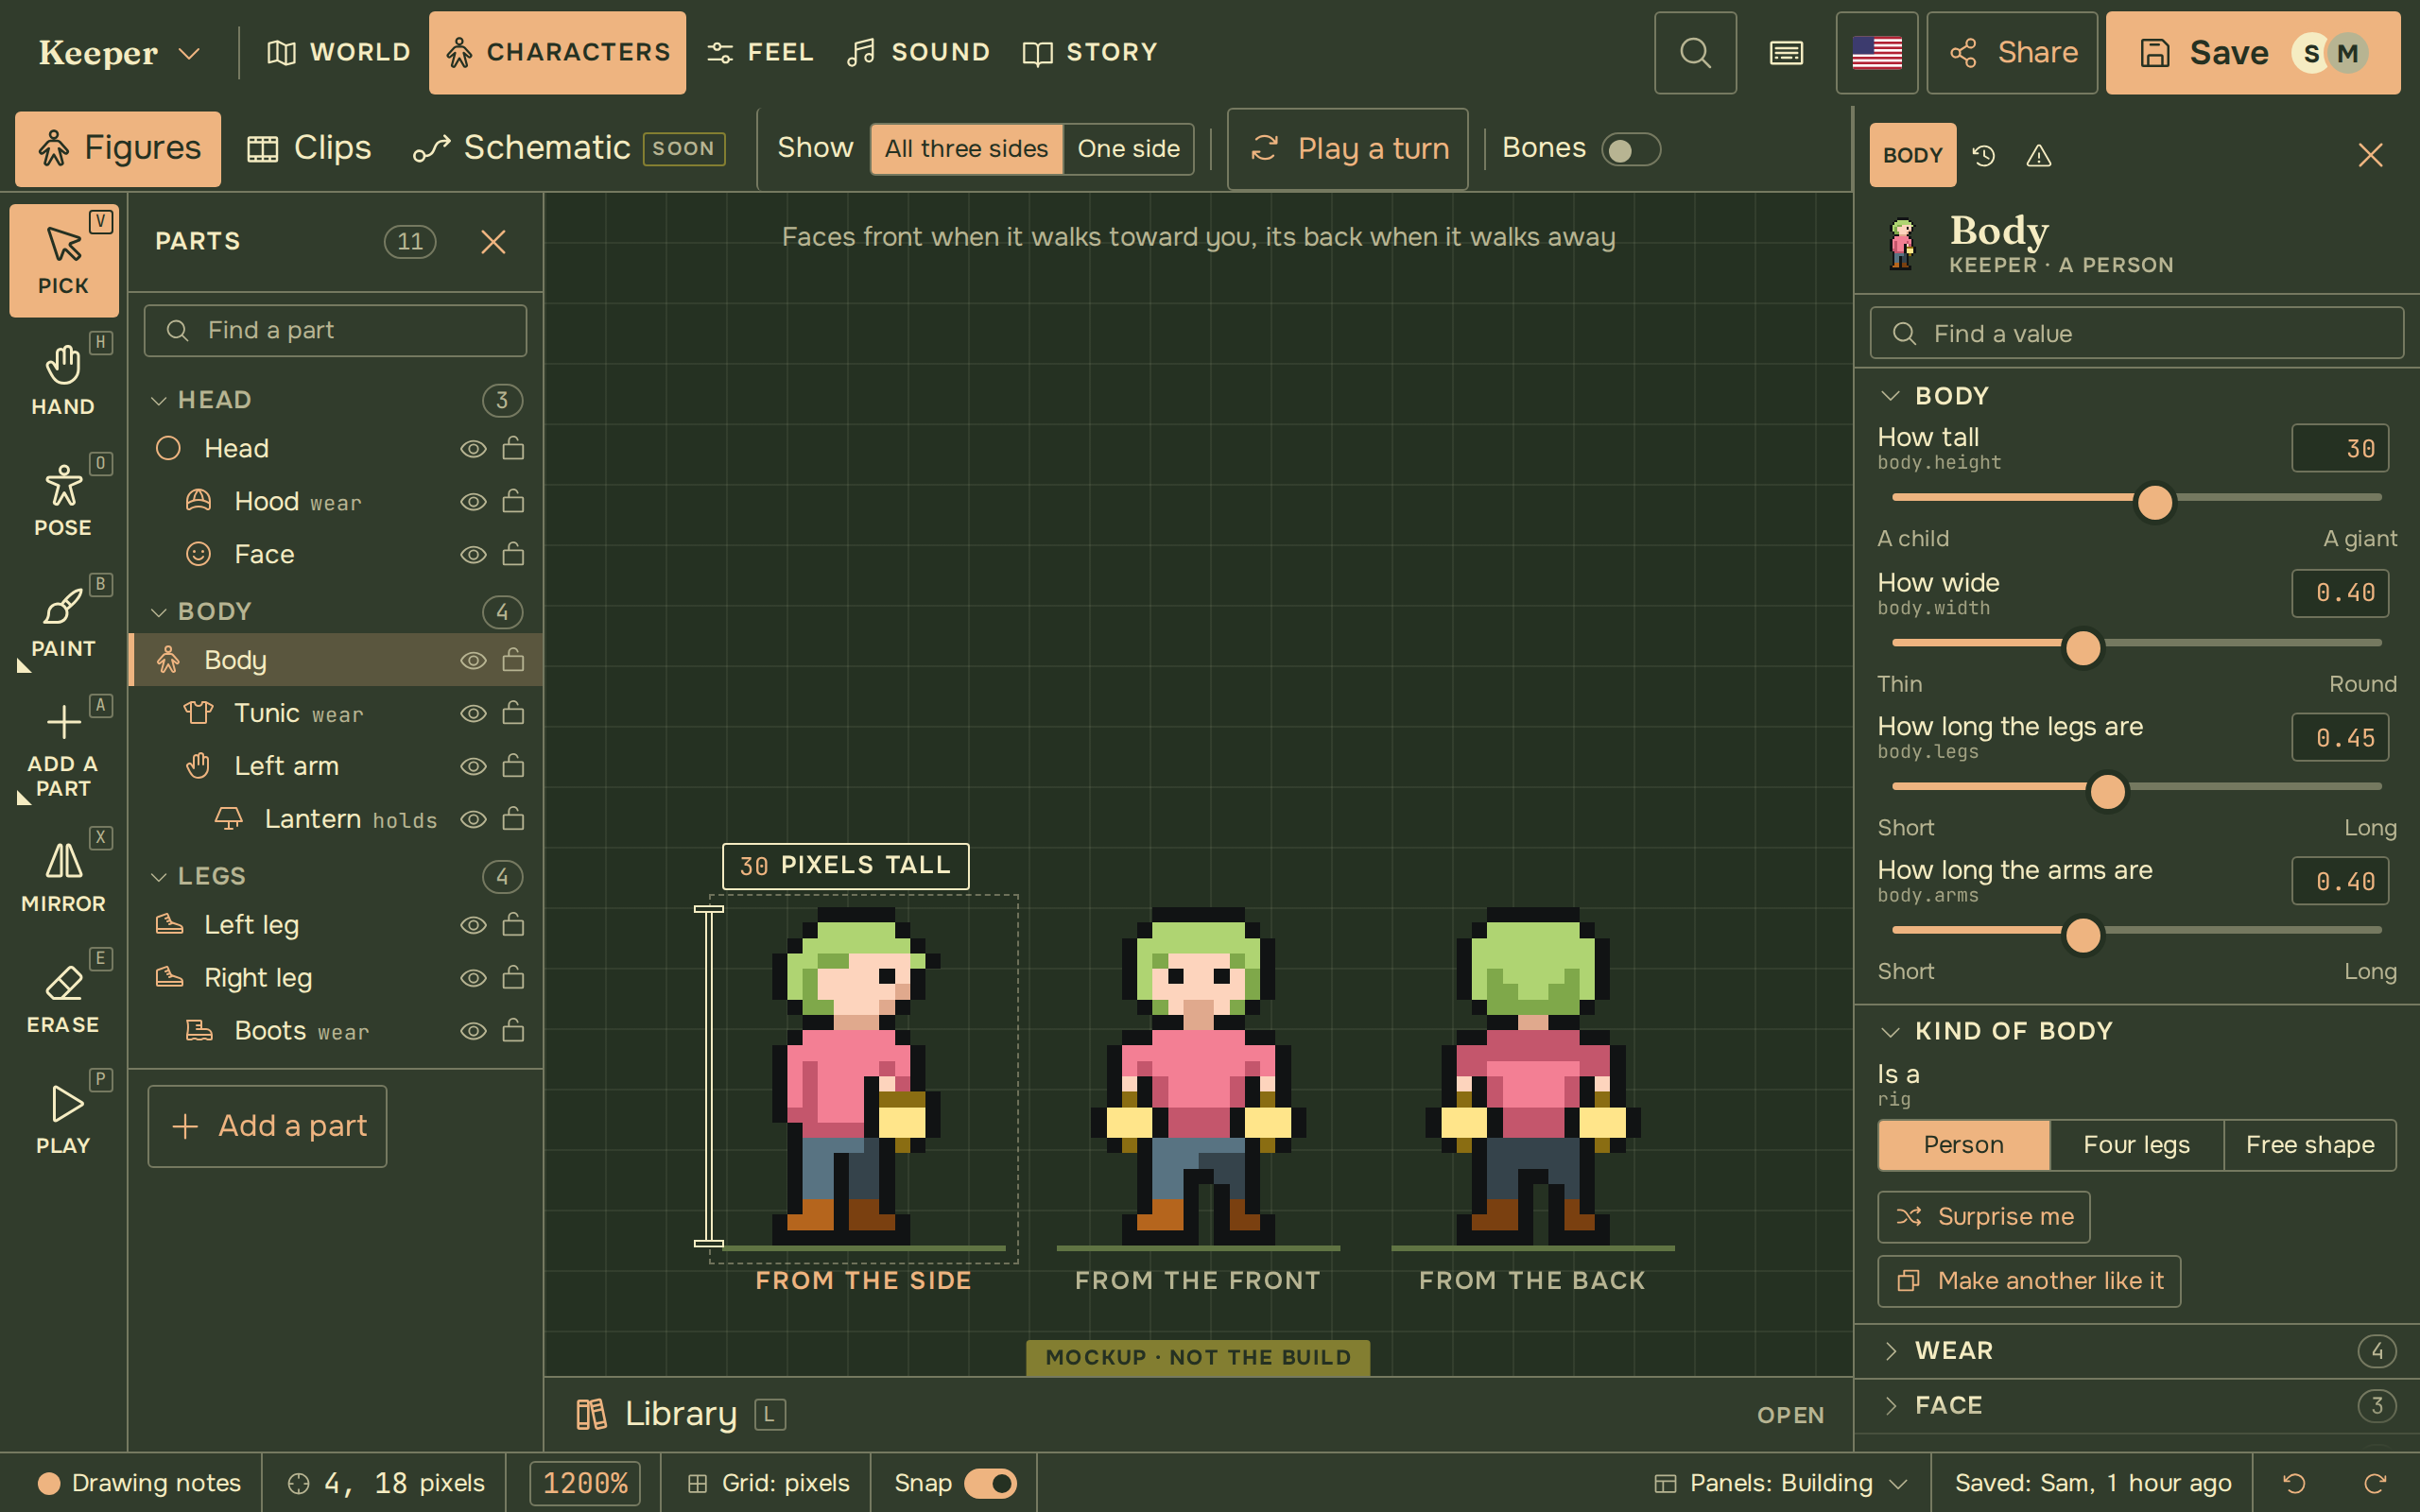 Keeper
WORLD
CHARACTERS
FEEL
SOUND
STORY
Share
Save
S
M
Figures
Clips
Schematic SOON
Show
All three sides
One side
Play a turn
Bones
BODY
V
PICK
H
HAND
O
POSE
B
PAINT
A
ADD A
PART
X
MIRROR
E
ERASE
P
PLAY
PARTS
11
Find a part
HEAD 3
Head
Hood wear
Face
BODY 4
Body
Tunic wear
Left arm
Lantern holds
LEGS 4
Left leg
Right leg
Boots wear
Add a part
Faces front when it walks toward you, its back when it walks away
30 PIXELS TALL
FROM THE SIDE
FROM THE FRONT
FROM THE BACK
MOCKUP · NOT THE BUILD
Library L
OPEN
Body
KEEPER · A PERSON
Find a value
BODY
How tall
body.height
30
A child
A giant
How wide
body.width
0.40
Thin
Round
How long the legs are
body.legs
0.45
Short
Long
How long the arms are
body.arms
0.40
Short
Long
KIND OF BODY
Is a
rig
Person
Four legs
Free shape
Surprise me
Make another like it
WEAR 4
FACE 3
Drawing notes
4, 18 pixels
1200%
Grid: pixels
Snap
Panels: Building
Saved: Sam, 1 hour ago